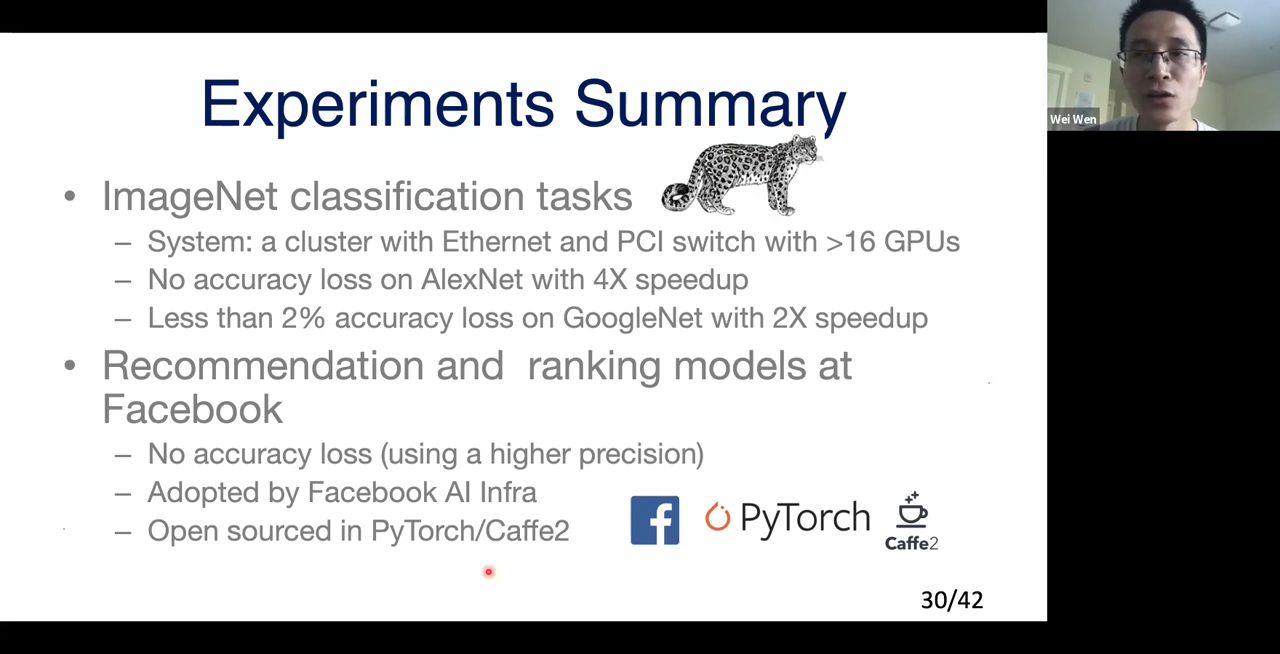 Experiments Summary
Wei Wen
• ImageNet classification tasks
– System: a cluster with Ethernet and PCI switch with >16 GPUs
– No accuracy loss on AlexNet with 4X speedup
– Less than 2% accuracy loss on GoogleNet with 2X speedup
• Recommendation and ranking models at
Facebook
– No accuracy loss (using a higher precision)
– Adopted by Facebook AI Infra
– Open sourced in PyTorch/Caffe2
f
PyTorch
Caffe2
30/42